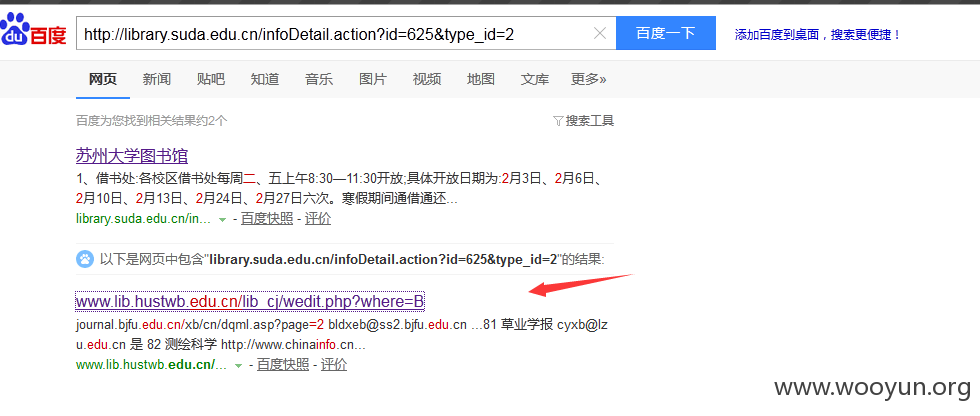 du 百度
http://library.suda.edu.cn/infoDetail.action?id=625&type_id=2
百度一下
添加百度到桌面，搜索更便捷！
网页 新闻 贴吧 知道 音乐 图片 视频 地图 文库 更多»
百度为您找到相关结果约2个
搜索工具
苏州大学图书馆
1、借书处:各校区借书处每周二、五上午8:30—11:30开放;具体开放日期为:2月3日、2月6日、
2月10日、2月13日、2月24日、2月27日六次。寒假期间通借通还...
library.suda.edu.cn/in... - 百度快照 - 评价
以下是网页中包含"library.suda.edu.cn/infoDetail.action?id=625&type_id=2"的结果:
www.lib.hustwb.edu.cn/lib_cj/wedit.php?where=B
journal.bjfu.edu.cn/xb/cn/dqml.asp?page=2 bldxeb@ss2.bjfu.edu.cn ...81 草业学报 cyxb@lz
u.edu.cn 是 82 测绘科学 http://www.chinainfo.cn...
www.lib.hustwb.edu.cn/... - 百度快照 - 评价
www.wooyun.org